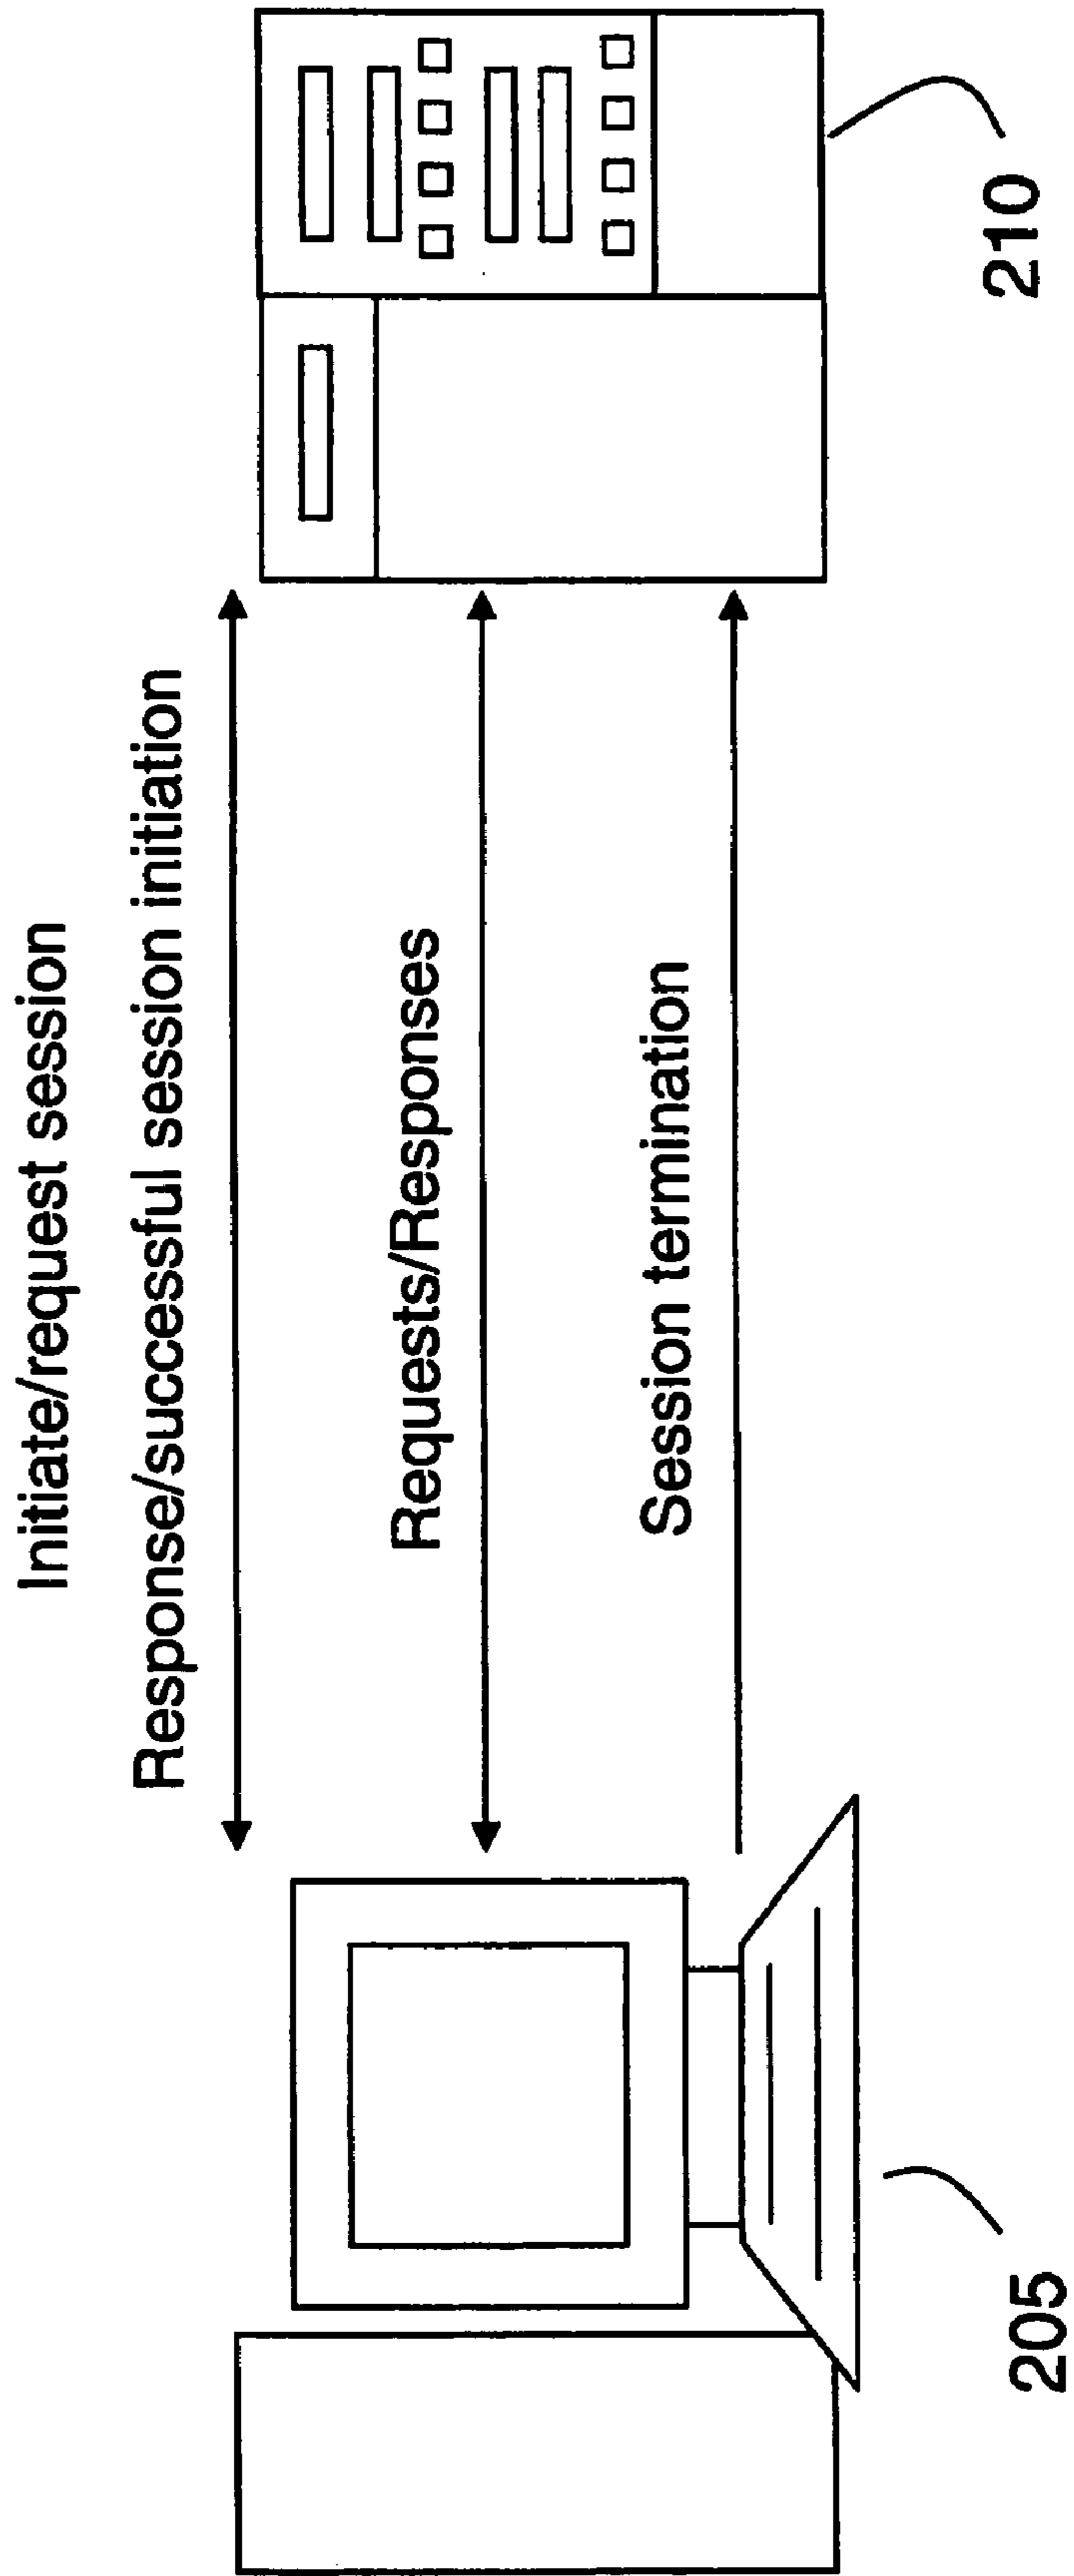 Initiate/request session
Response/successful session initiation
Requests/Responses
Session termination
205
210